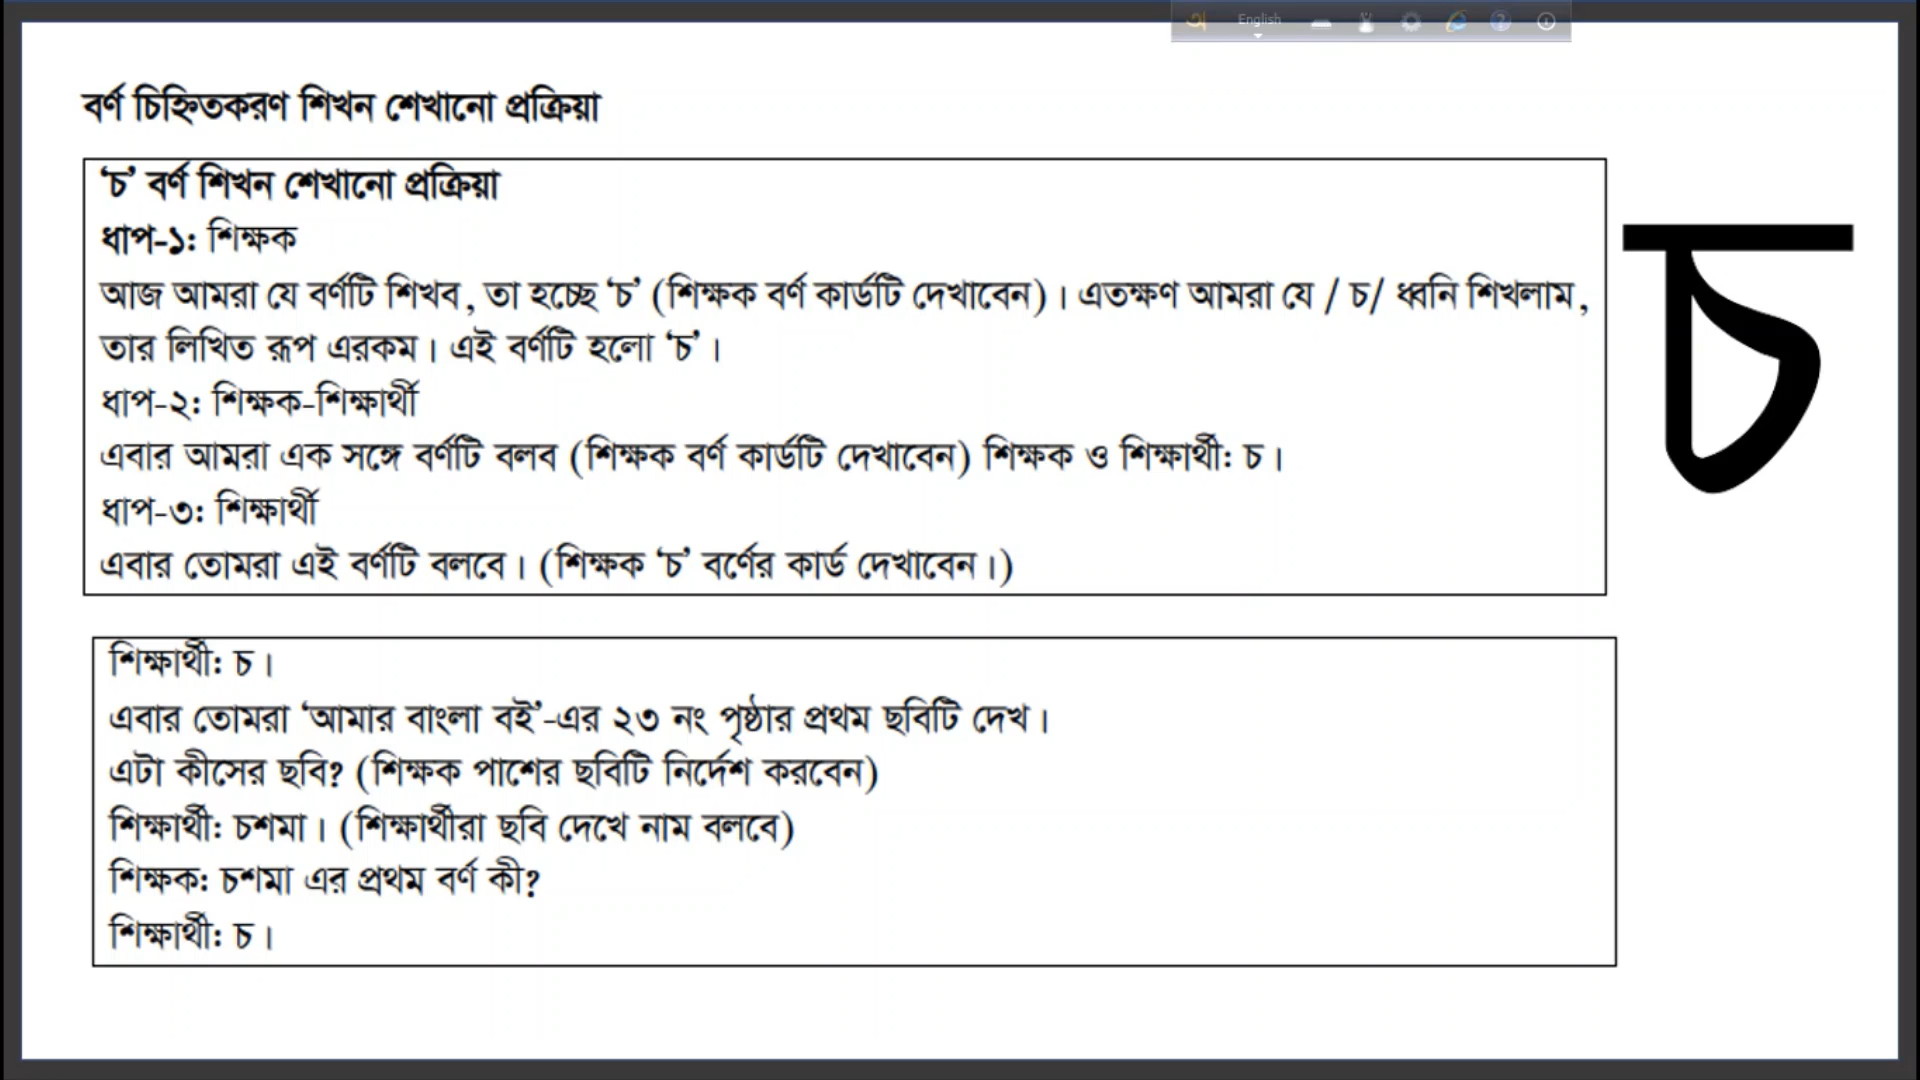 English
বর্ণ চিহ্নিতকরণ শিখন শেখানো প্রক্রিয়া
‘চ’ বর্ণ শিখন শেখানো প্রক্রিয়া
ধাপ-১: শিক্ষক
আজ আমরা যে বর্ণটি শিখব, তা হচ্ছে ‘চ’ (শিক্ষক বর্ণ কার্ডটি দেখাবেন)। এতক্ষণ আমরা যে / চ/ ধ্বনি শিখলাম,
তার লিখিত রূপ এরকম। এই বর্ণটি হলো ‘চ’।
ধাপ-২: শিক্ষক-শিক্ষার্থী
এবার আমরা এক সঙ্গে বর্ণটি বলব (শিক্ষক বর্ণ কার্ডটি দেখাবেন) শিক্ষক ও শিক্ষার্থী: চ।
ধাপ-৩: শিক্ষার্থী
এবার তোমরা এই বর্ণটি বলবে। (শিক্ষক ‘চ’ বর্ণের কার্ড দেখাবেন।)
চ
শিক্ষার্থী: চ।
এবার তোমরা ‘আমার বাংলা বই’-এর ২৩ নং পৃষ্ঠার প্রথম ছবিটি দেখ।
এটা কীসের ছবি? (শিক্ষক পাশের ছবিটি নির্দেশ করবেন)
শিক্ষার্থী: চশমা। (শিক্ষার্থীরা ছবি দেখে নাম বলবে)
শিক্ষক: চশমা এর প্রথম বর্ণ কী?
শিক্ষার্থী: চ।